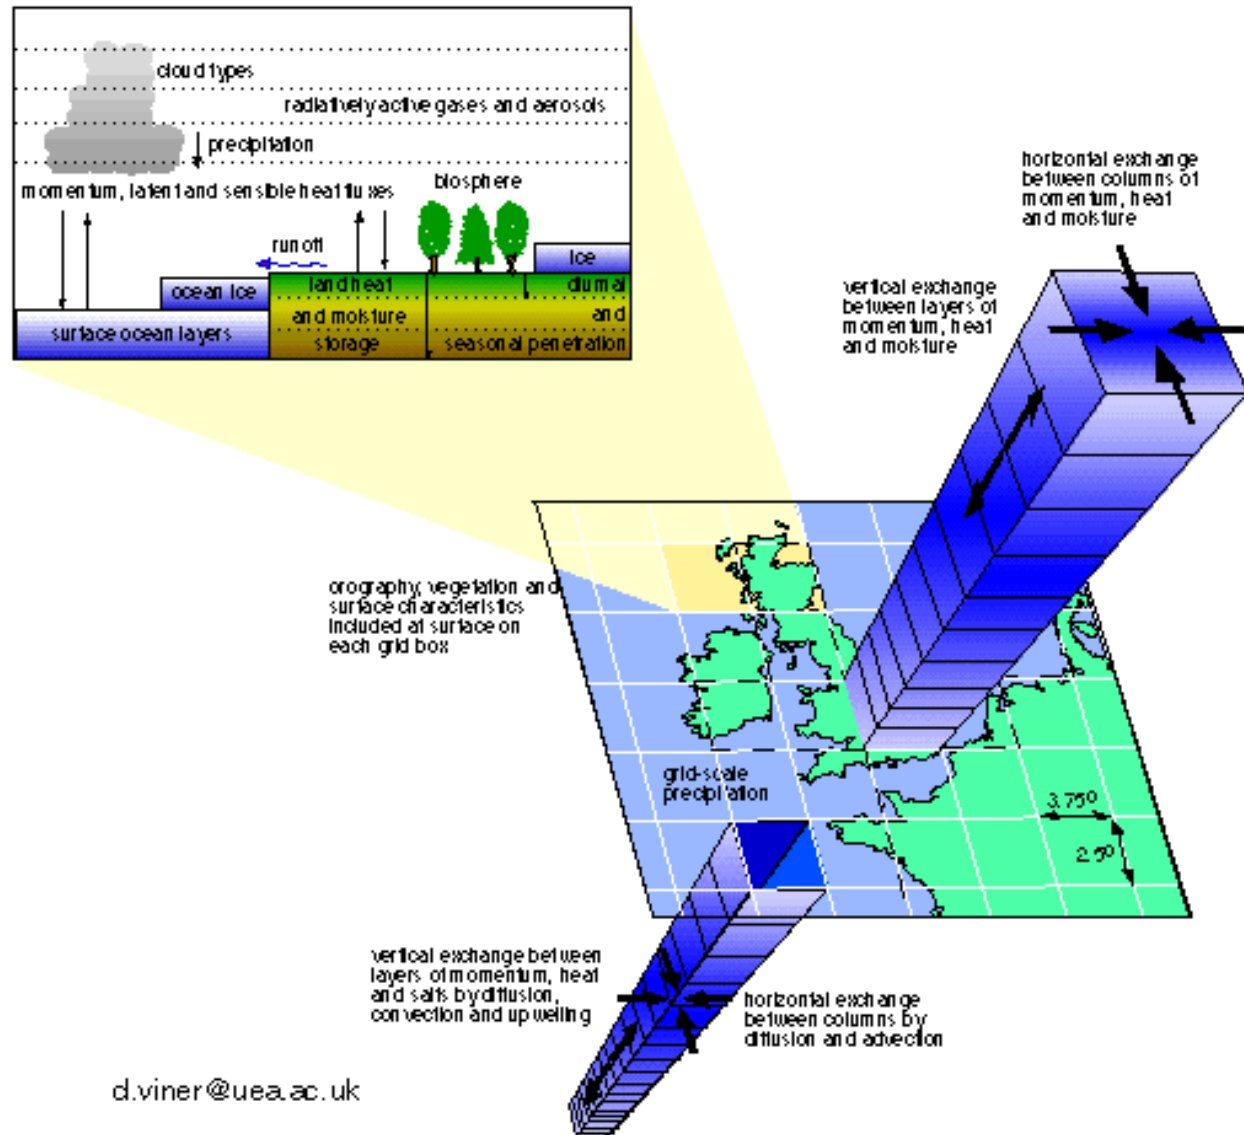 cloud types
radiatively active gases and aerosols
precipitation
momentum, latent and sensible heat fluxes
biosphere
run off
ice
ocean ice
land heat
diurnal
and moisture
and
surface ocean layers
storage
seasonal penetration
horizontal exchange
between columns of
momentum, heat
and moisture
vertical exchange
between layers of
momentum, heat
and moisture
orography, vegetation and
surface characteristics
included at surface on
each grid box
grid-scale
precipitation
3.75°
2.5°
vertical exchange between
layers of momentum, heat
and salts by diffusion,
convection and upwelling
horizontal exchange
between columns by
diffusion and advection
d.viner@uea.ac.uk